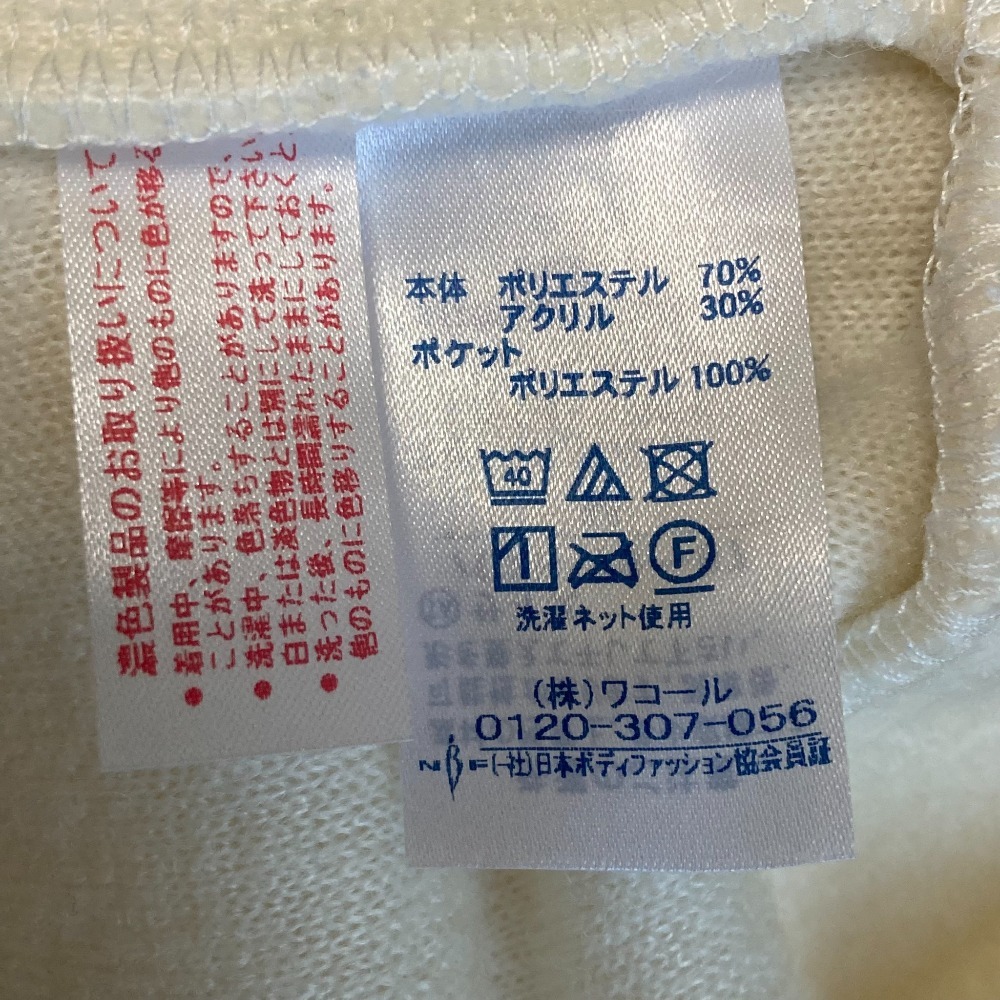 濃色製品のお取り扱いについて
● 着用中、摩擦等により他のものに色が移る
ことがあります。
● 洗濯中、色落ちすることがありますので、
白または淡色物とは別にして洗って下さい
● 洗った後、長時間濡れたままにしておくと、
他のものに色移りすることがあります。
本体 ポリエステル 70%
アクリル 30%
ポケット
ポリエステル 100%
40
F
洗濯ネット使用
(株)ワコール
0120-307-056
NBF(一社)日本ボディファッション協会員証